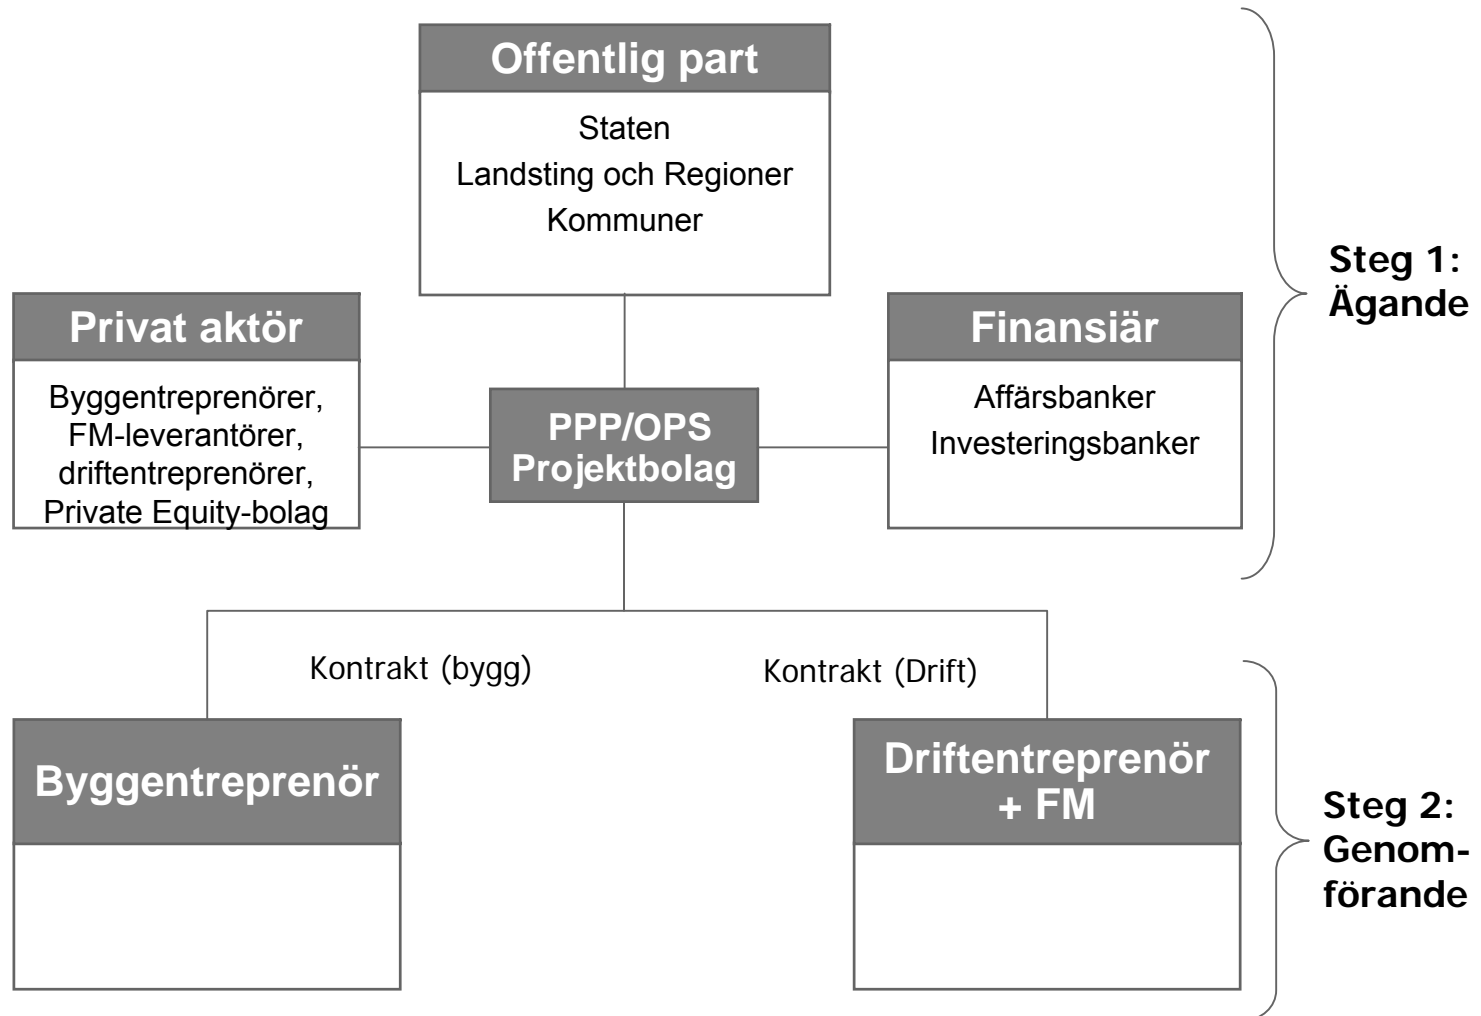 Offentlig part
Staten
Landsting och Regioner
Kommuner
Steg 1:
Ägande
Privat aktör
Byggentreprenörer,
FM-leverantörer,
driftentreprenörer,
Private Equity-bolag
PPP/OPS
Projektbolag
Finansiär
Affärsbanker
Investeringsbanker
Kontrakt (bygg)
Kontrakt (Drift)
Byggentreprenör
Driftentreprenör
+ FM
Steg 2:
Genom-
förande